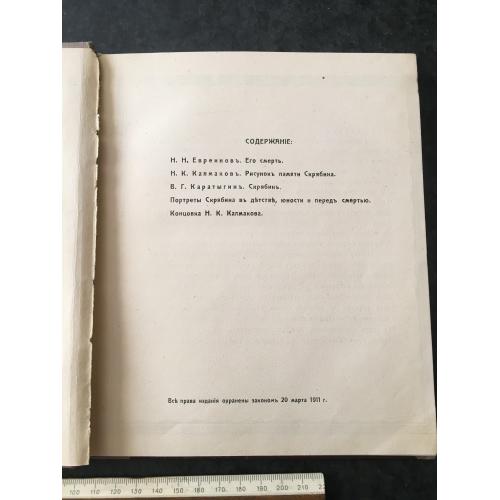 СОДЕРЖАНІЕ:
Н. Н. Евреиновъ. Его смерть.
Н. К. Калмаковъ. Рисунокъ памяти Скрябина.
В. Г. Каратыгинъ. Скрябинъ.
Портреты Скрябина въ дѣтствѣ, юности и передъ смертью.
Концовка Н. К. Калмакова.
Всѣ права изданія охранены закономъ 20 марта 1911 г.
100 110 120 130 140 150 160 170 180 190 200 210 220